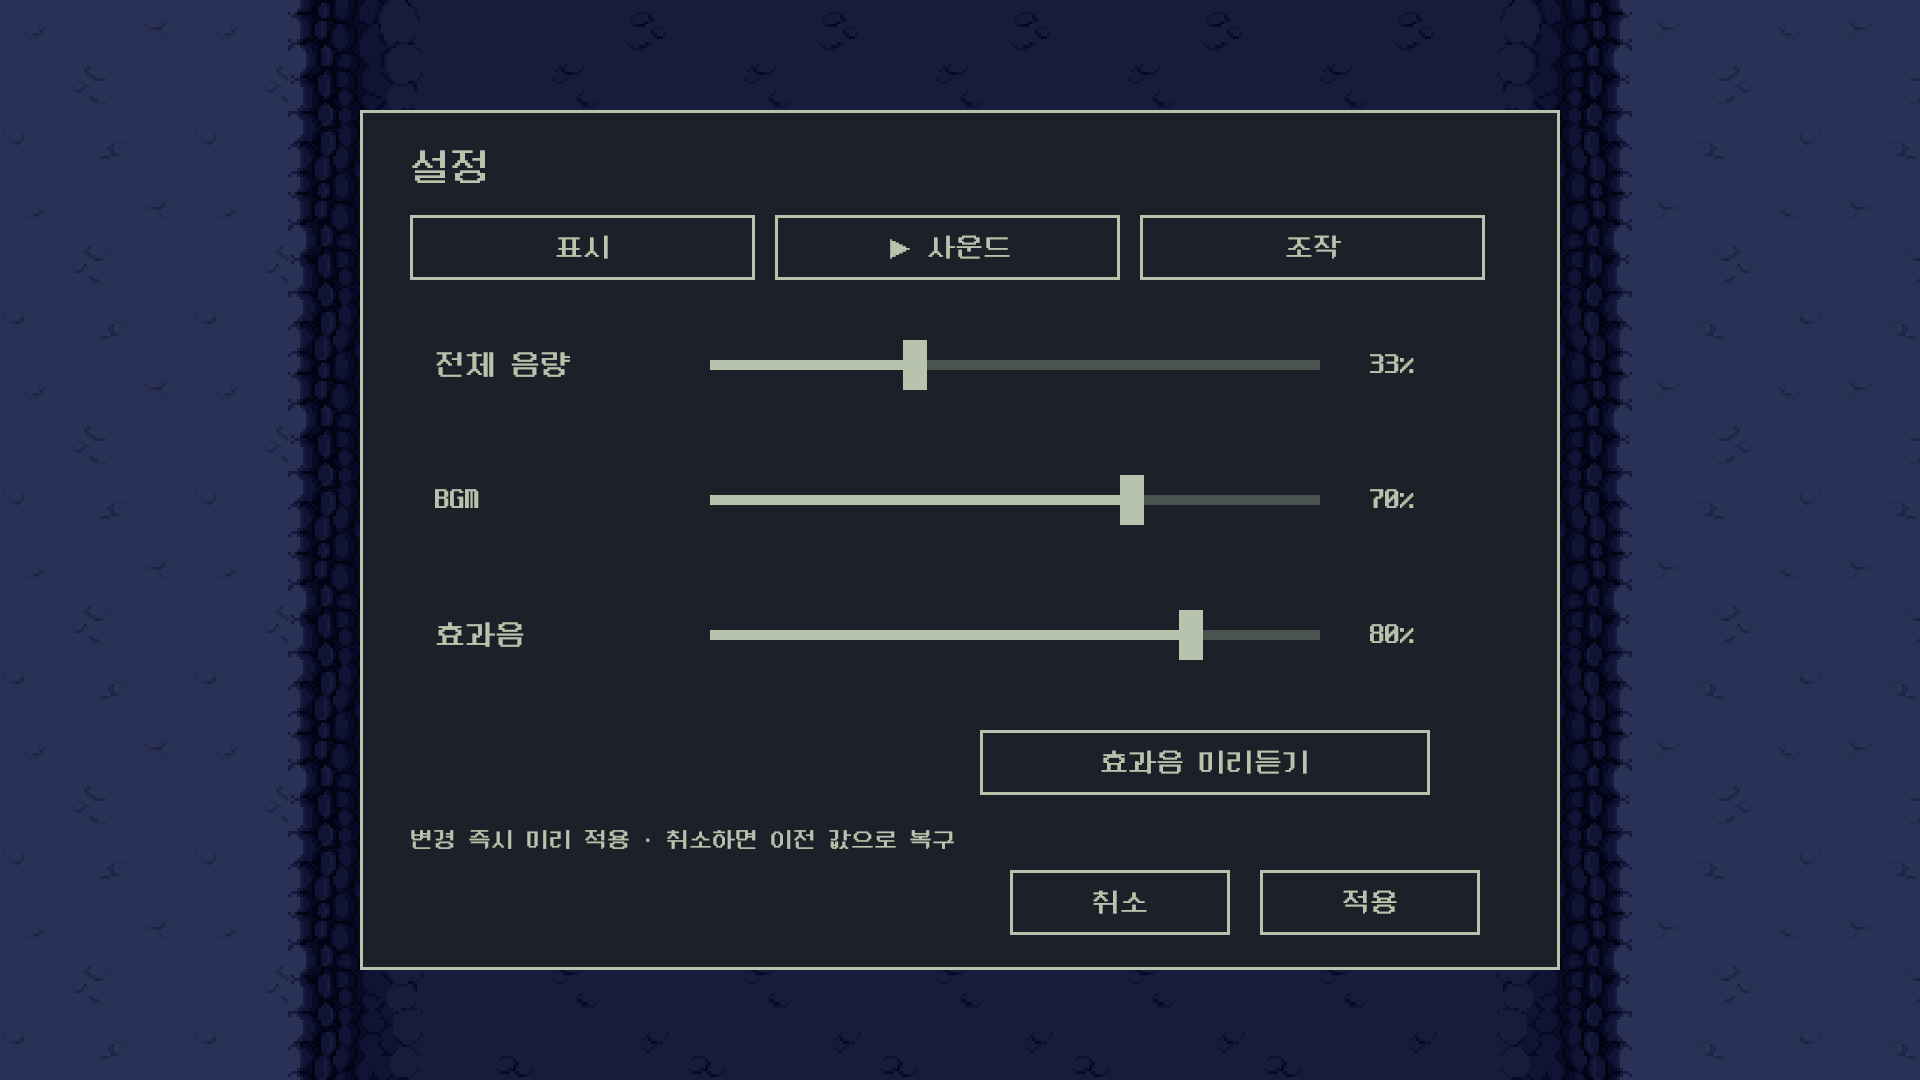 설정
표시
▶ 사운드
조작
전체 음량
33%
BGM
70%
효과음
80%
효과음 미리듣기
변경 즉시 미리 적용 · 취소하면 이전 값으로 복구
취소
적용